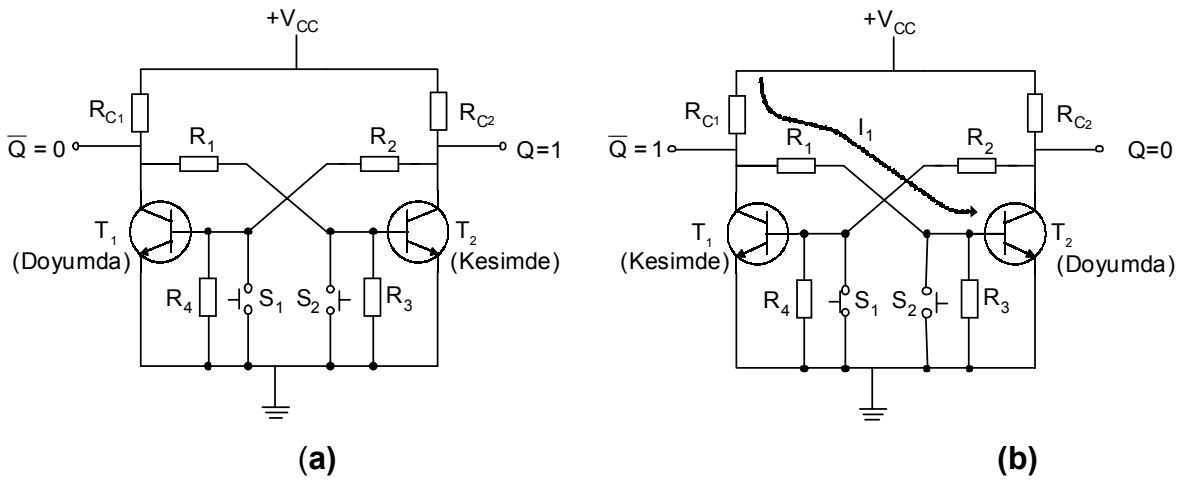 +V_CC
R_C1
R_C2
R_1
R_2
Q̅ = 0
Q=1
T_1
(Doyumda)
T_2
(Kesimde)
R_4
S_1
S_2
R_3
(a)
+V_CC
R_C1
R_C2
I_1
R_1
R_2
Q̅ = 1
Q=0
T_1
(Kesimde)
T_2
(Doyumda)
R_4
S_1
S_2
R_3
(b)